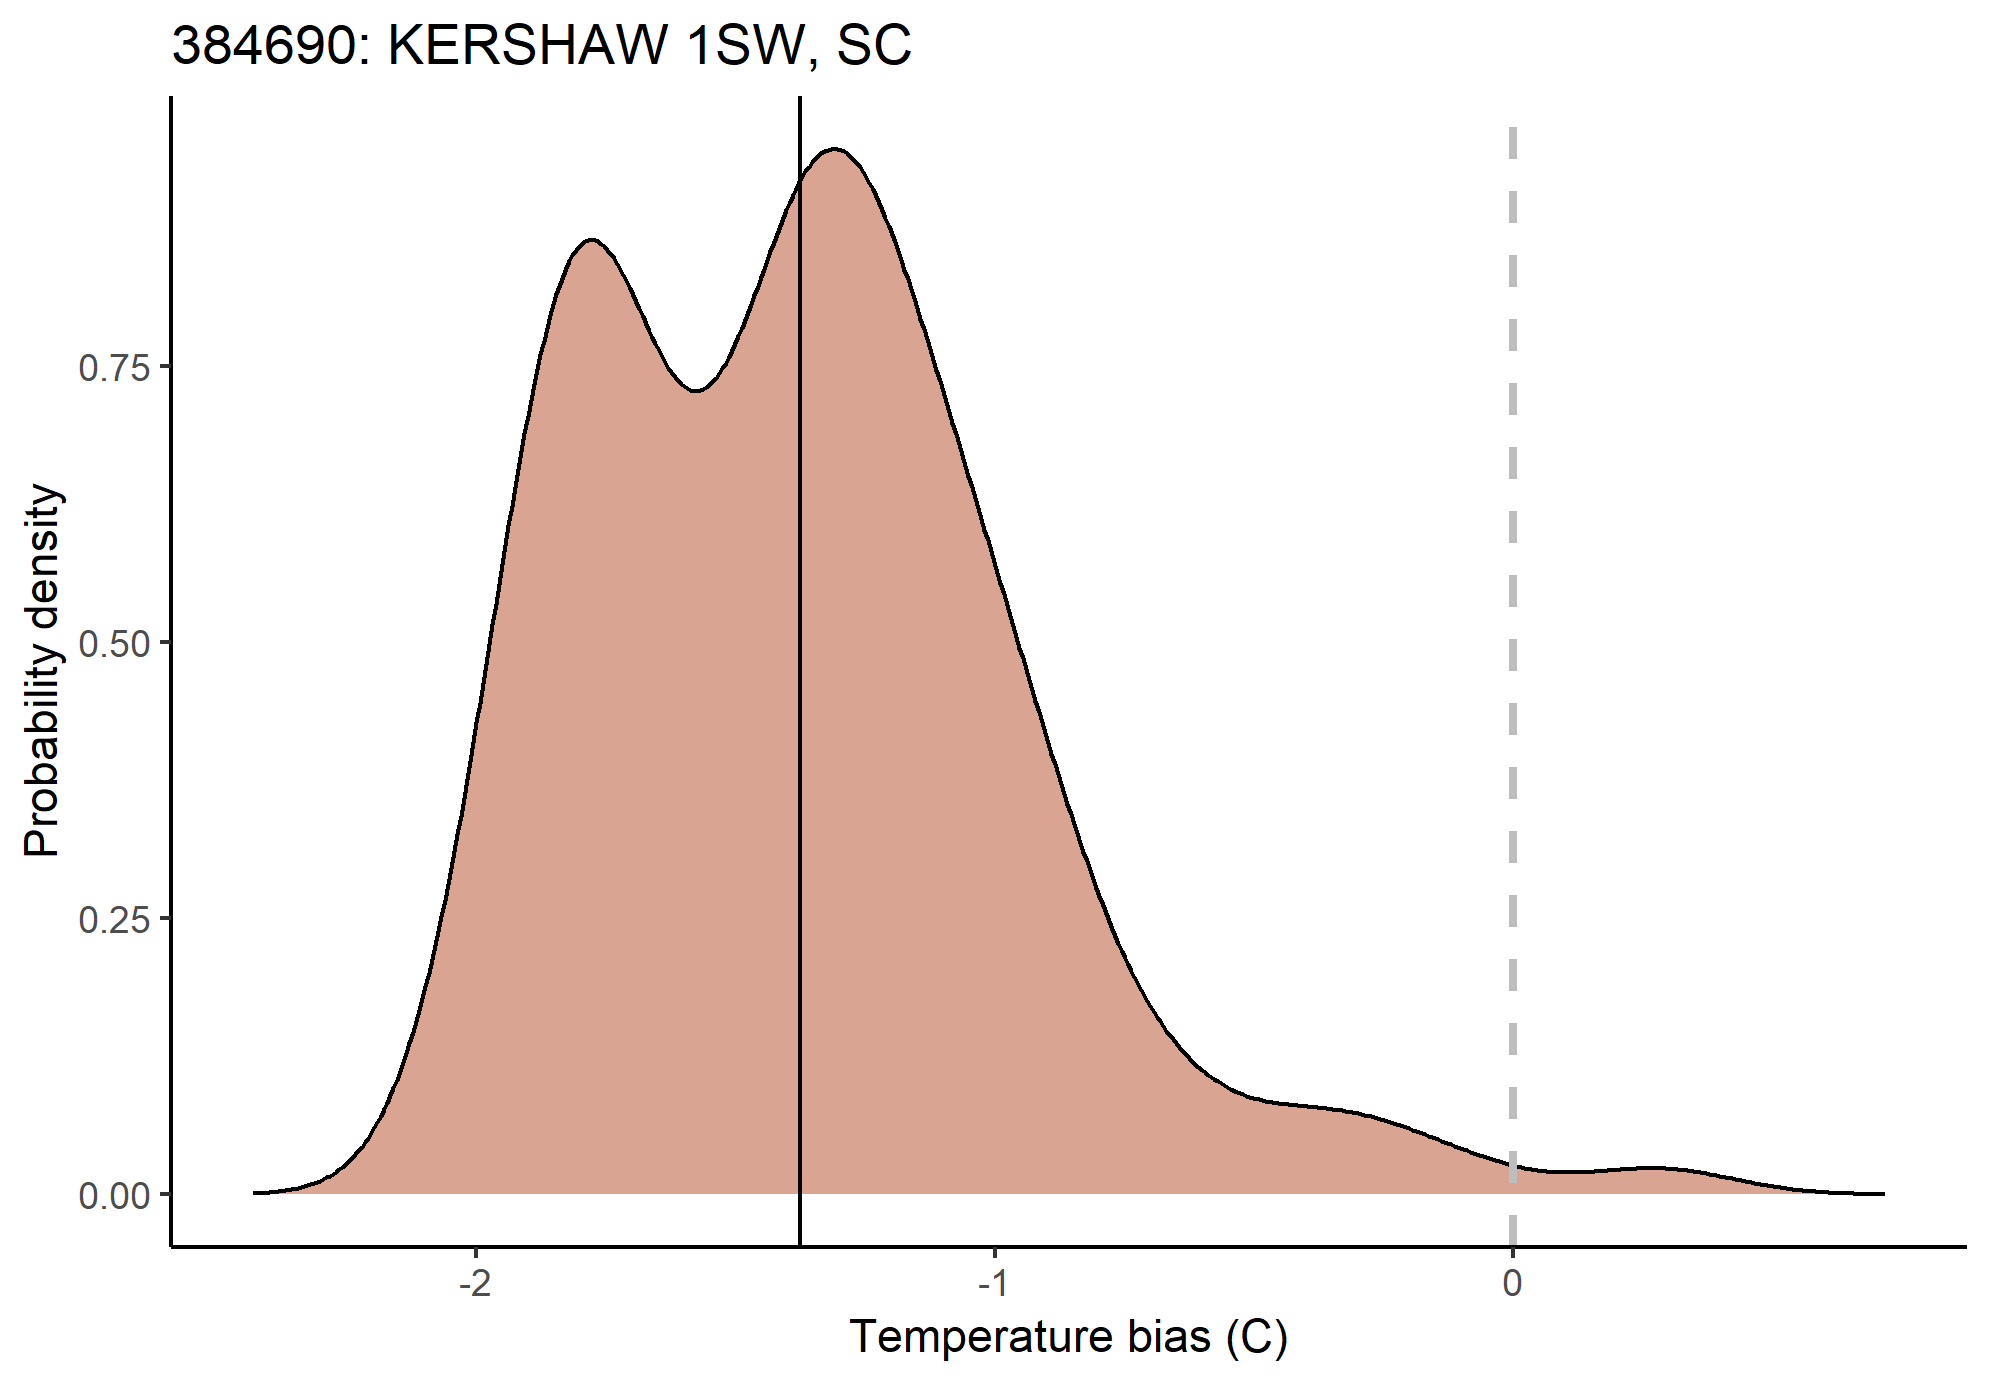 384690: KERSHAW 1SW, SC
Probability density
0.75
0.50
0.25
0.00
-2
-1
0
Temperature bias (C)